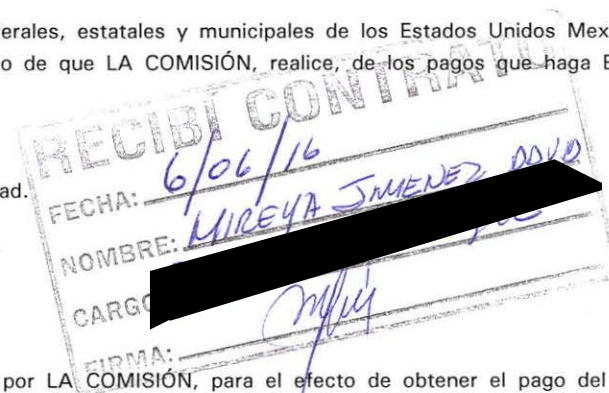 erales, estatales y municipales de los Estados Unidos Mex
o de que LA COMISIÓN, realice, de los pagos que haga E
RECIBI CONTRATO
ad.
FECHA: 6/06/16
NOMBRE: MIREYA JIMENEZ
CARGO
FIRMA:
por LA COMISIÓN, para el efecto de obtener el pago del